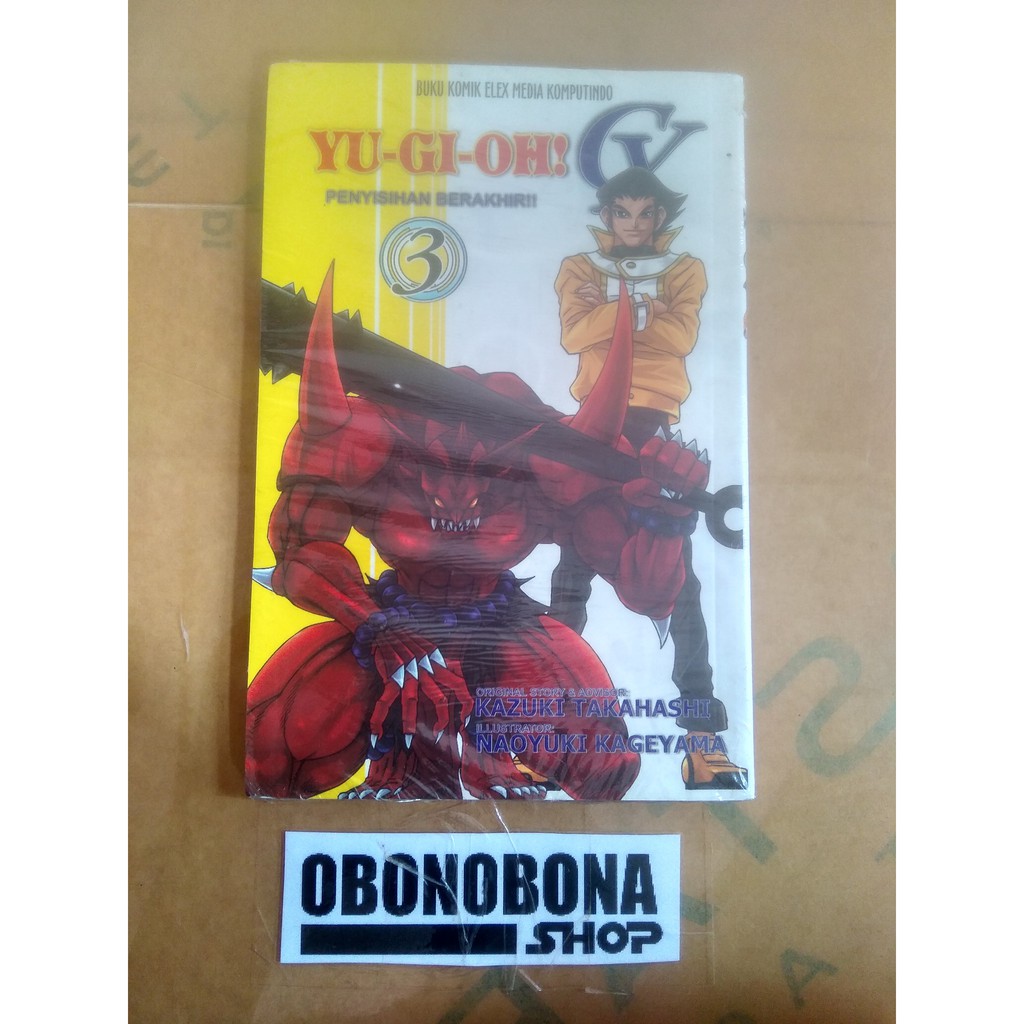 BUKU KOMIK ELEX MEDIA KOMPUTINDO
YU-GI-OH! GX
PENYISIHAN BERAKHIR!!
3
ORIGINAL STORY & ADVISOR:
KAZUKI TAKAHASHI
ILLUSTRATOR:
NAOYUKI KAGEYAMA
OBONOBONA
SHOP